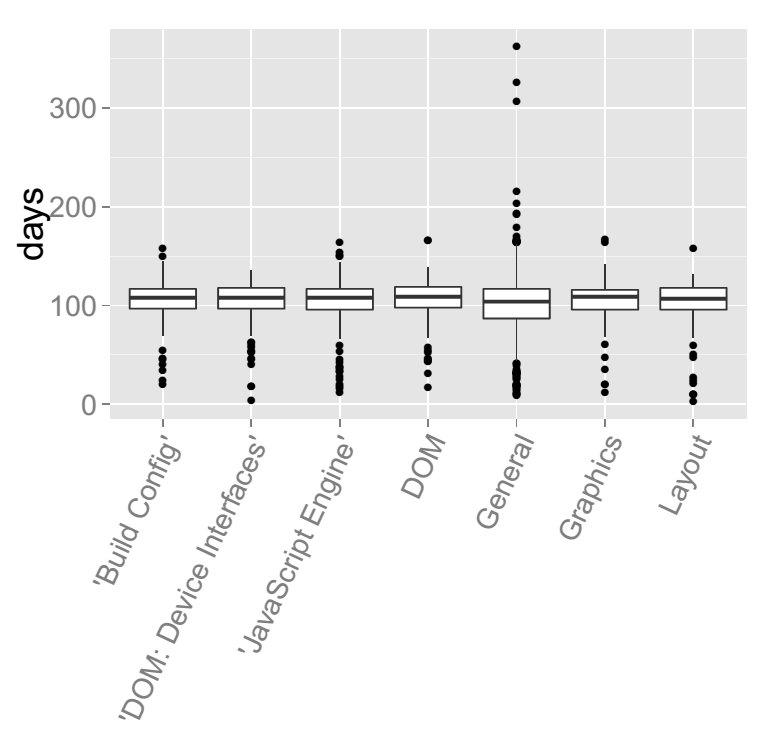 days
300
200
100
0
'Build Config'
'DOM: Device Interfaces'
'JavaScript Engine'
DOM
General
Graphics
Layout